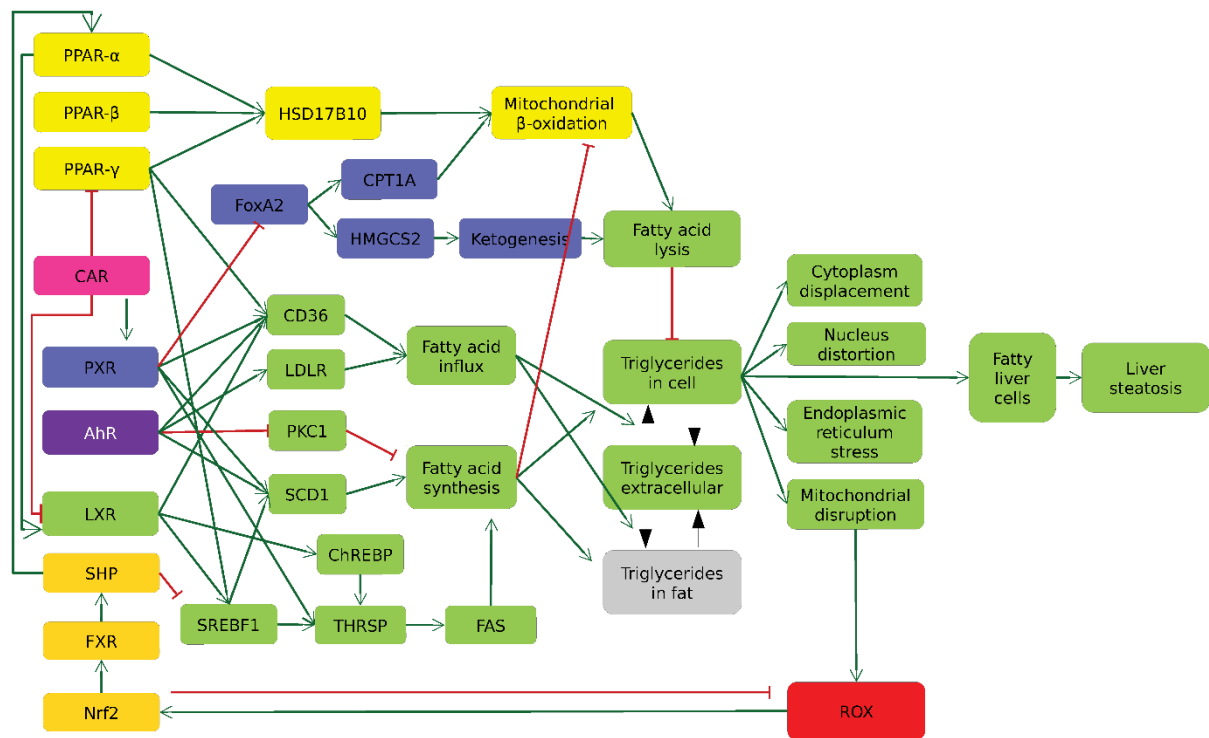 PPAR-α
PPAR-β
PPAR-γ
HSD17B10
Mitochondrial
β-oxidation
CPT1A
FoxA2
HMGCS2
Ketogenesis
Fatty acid
lysis
CAR
PXR
AhR
LXR
SHP
FXR
Nrf2
CD36
LDLR
PKC1
SCD1
ChREBP
SREBF1
THRSP
FAS
Fatty acid
influx
Fatty acid
synthesis
Triglycerides
in cell
Triglycerides
extracellular
Triglycerides
in fat
Cytoplasm
displacement
Nucleus
distortion
Endoplasmic
reticulum
stress
Mitochondrial
disruption
Fatty
liver
cells
Liver
steatosis
ROX